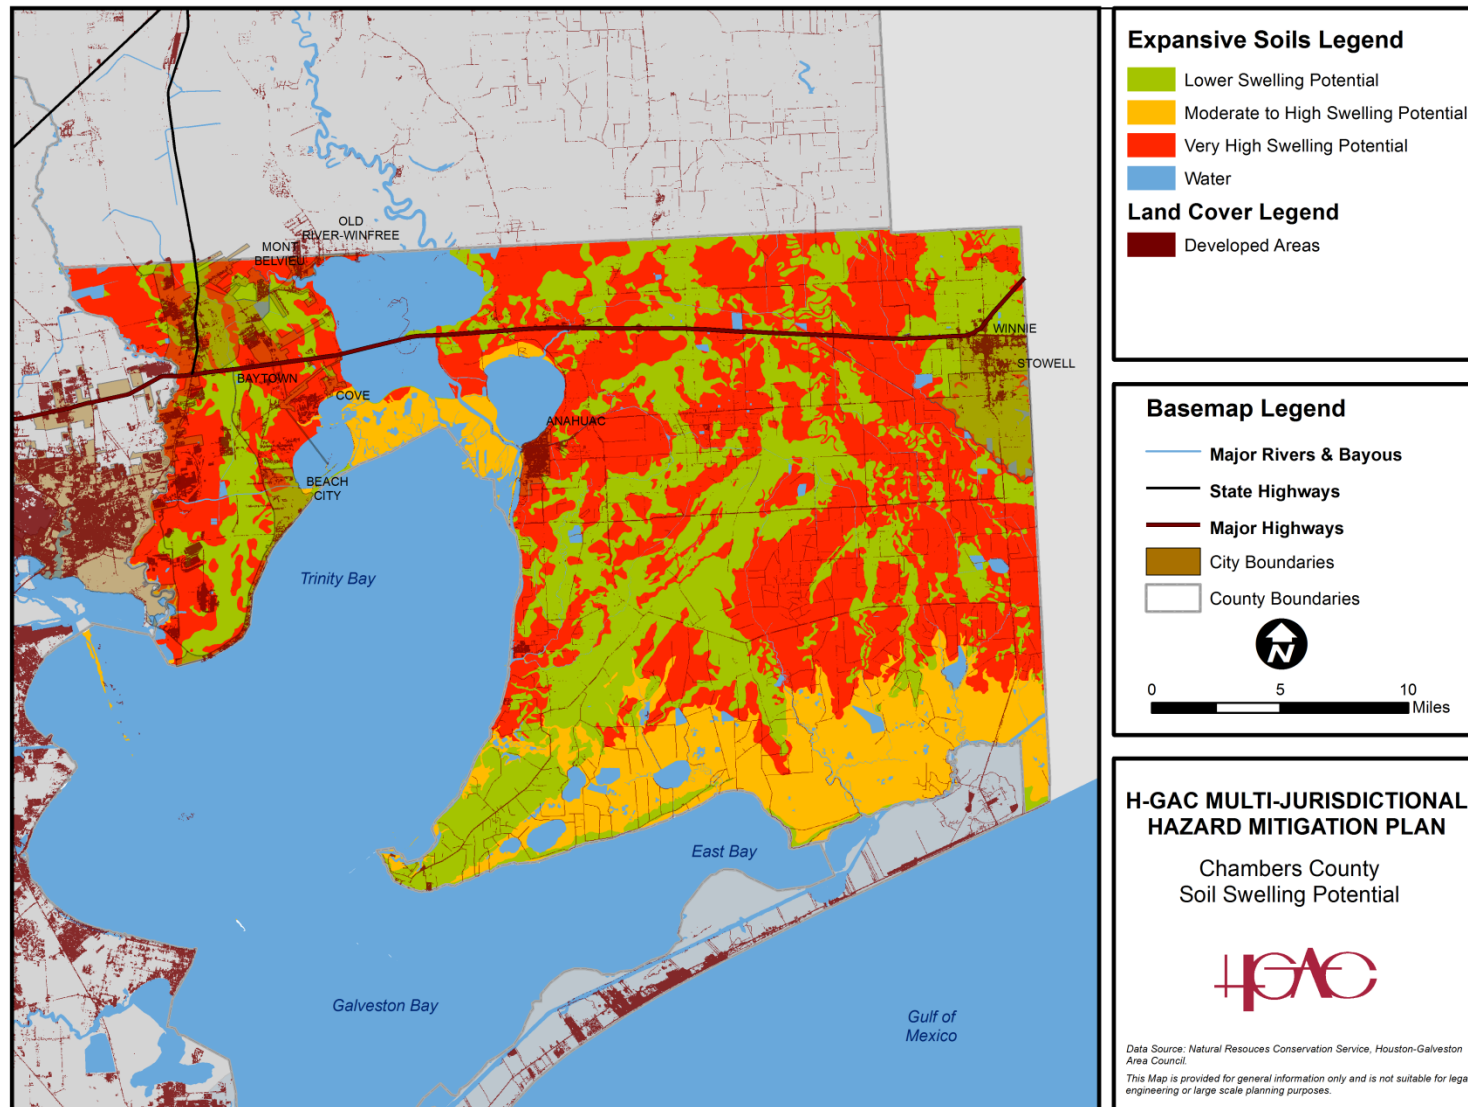 OLD
RIVER-WINFREE
MONT
BELVIEU
WINNIE
STOWELL
BAYTOWN
COVE
ANAHUAC
BEACH
CITY
Trinity Bay
East Bay
Galveston Bay
Gulf of
Mexico
Expansive Soils Legend
Lower Swelling Potential
Moderate to High Swelling Potential
Very High Swelling Potential
Water
Land Cover Legend
Developed Areas
Basemap Legend
Major Rivers & Bayous
State Highways
Major Highways
City Boundaries
County Boundaries
N
0 5 10
Miles
H-GAC MULTI-JURISDICTIONAL
HAZARD MITIGATION PLAN
Chambers County
Soil Swelling Potential
HGAC
Data Source: Natural Resouces Conservation Service, Houston-Galveston
Area Council.
This Map is provided for general information only and is not suitable for lega
engineering or large scale planning purposes.